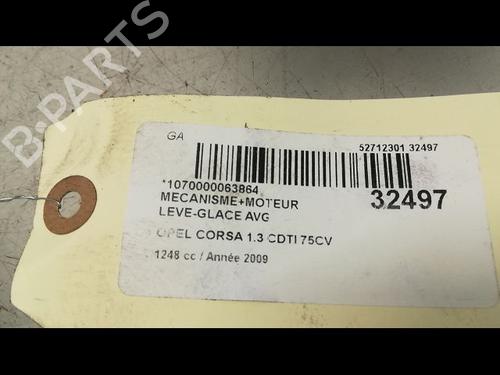 GA
52712301 32497
*1070000063864
32497
MECANISME+MOTEUR
LEVE-GLACE AVG
OPEL CORSA 1.3 CDTI 75CV
1248 cc / Année 2009
B-PARTS